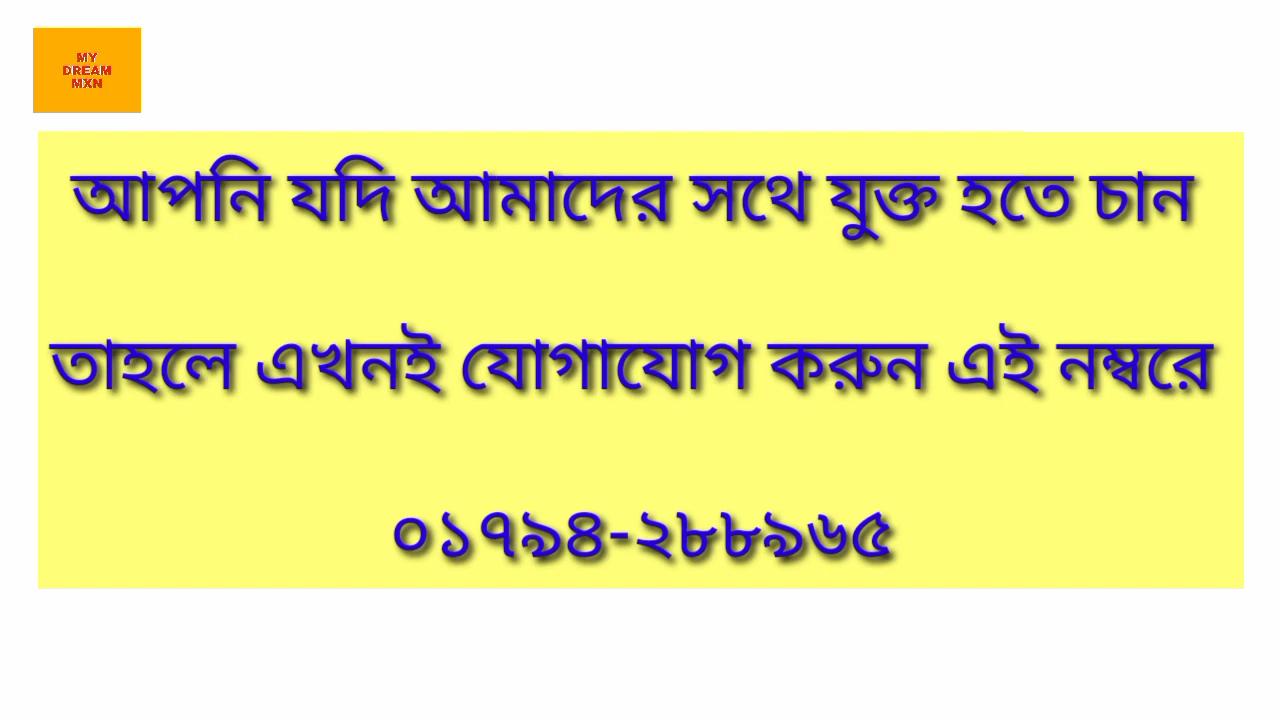 MY
DREAM
MXN
আপনি যদি আমাদের সথে যুক্ত হতে চান
তাহলে এখনই যোগাযোগ করুন এই নম্বরে
০১৭৯৪-২৮৮৯৬৫